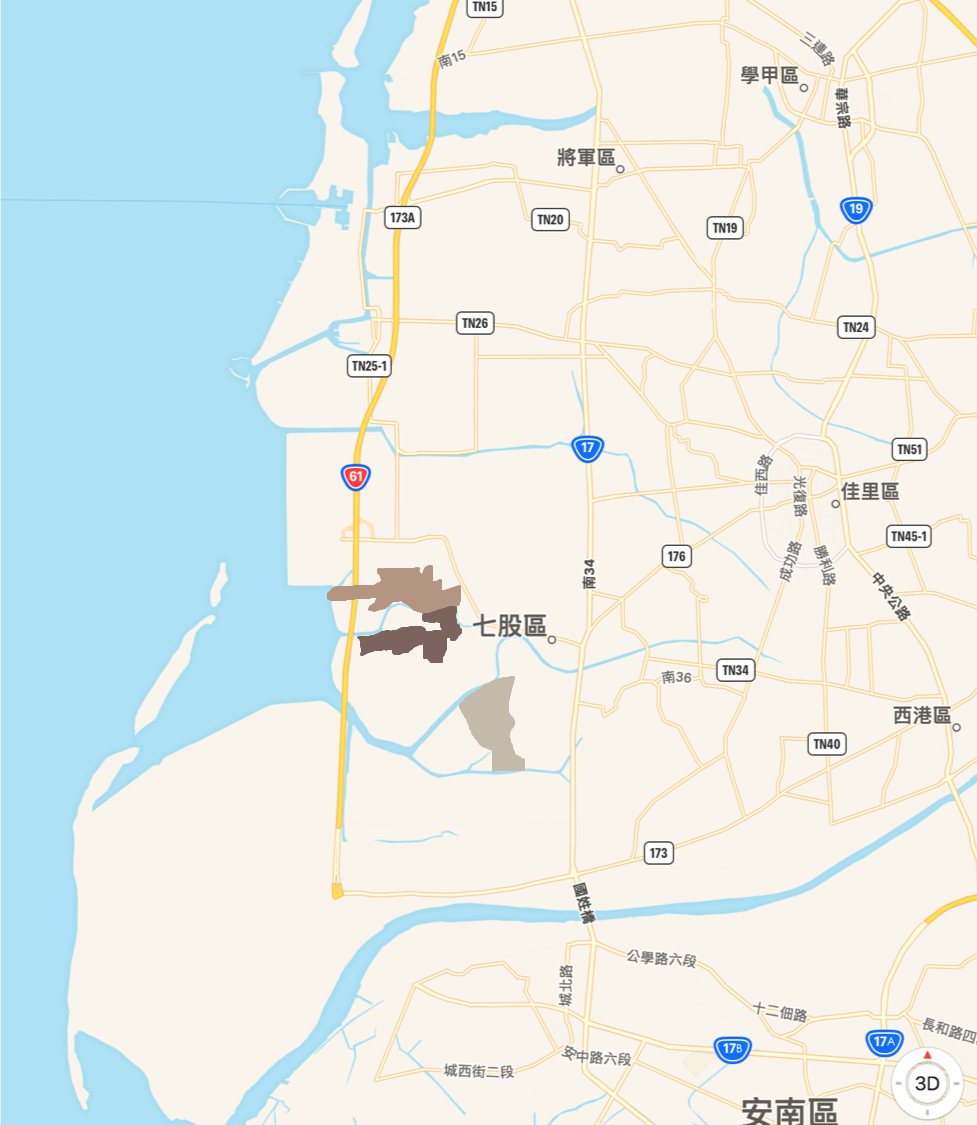 TN15
南15
三連路
學甲區
華宗路
將軍區
19
173A
TN20
TN19
TN26
TN24
TN25-1
17
TN51
佳西路
61
光復路
佳里區
TN45-1
176
南34
成功路
勝利路
中央公路
七股區
TN34
南36
西港區
TN40
173
國姓橋
公學路六段
城北路
十二佃路
長和路四
17A
17B
安中路六段
城西街二段
3D
安南區